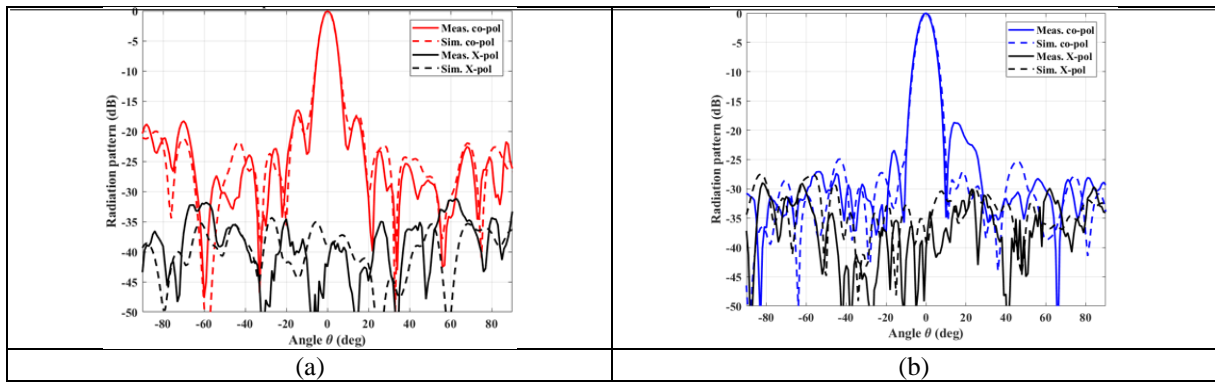 0
-5
-10
-15
-20
-25
-30
-35
-40
-45
-50
Radiation pattern (dB)
Meas. co-pol
Sim. co-pol
Meas. X-pol
Sim. X-pol
-80 -60 -40 -20 0 20 40 60 80
Angle θ (deg)
(a)
0
-5
-10
-15
-20
-25
-30
-35
-40
-45
-50
Radiation pattern (dB)
Meas. co-pol
Sim. co-pol
Meas. X-pol
Sim. X-pol
-80 -60 -40 -20 0 20 40 60 80
Angle θ (deg)
(b)